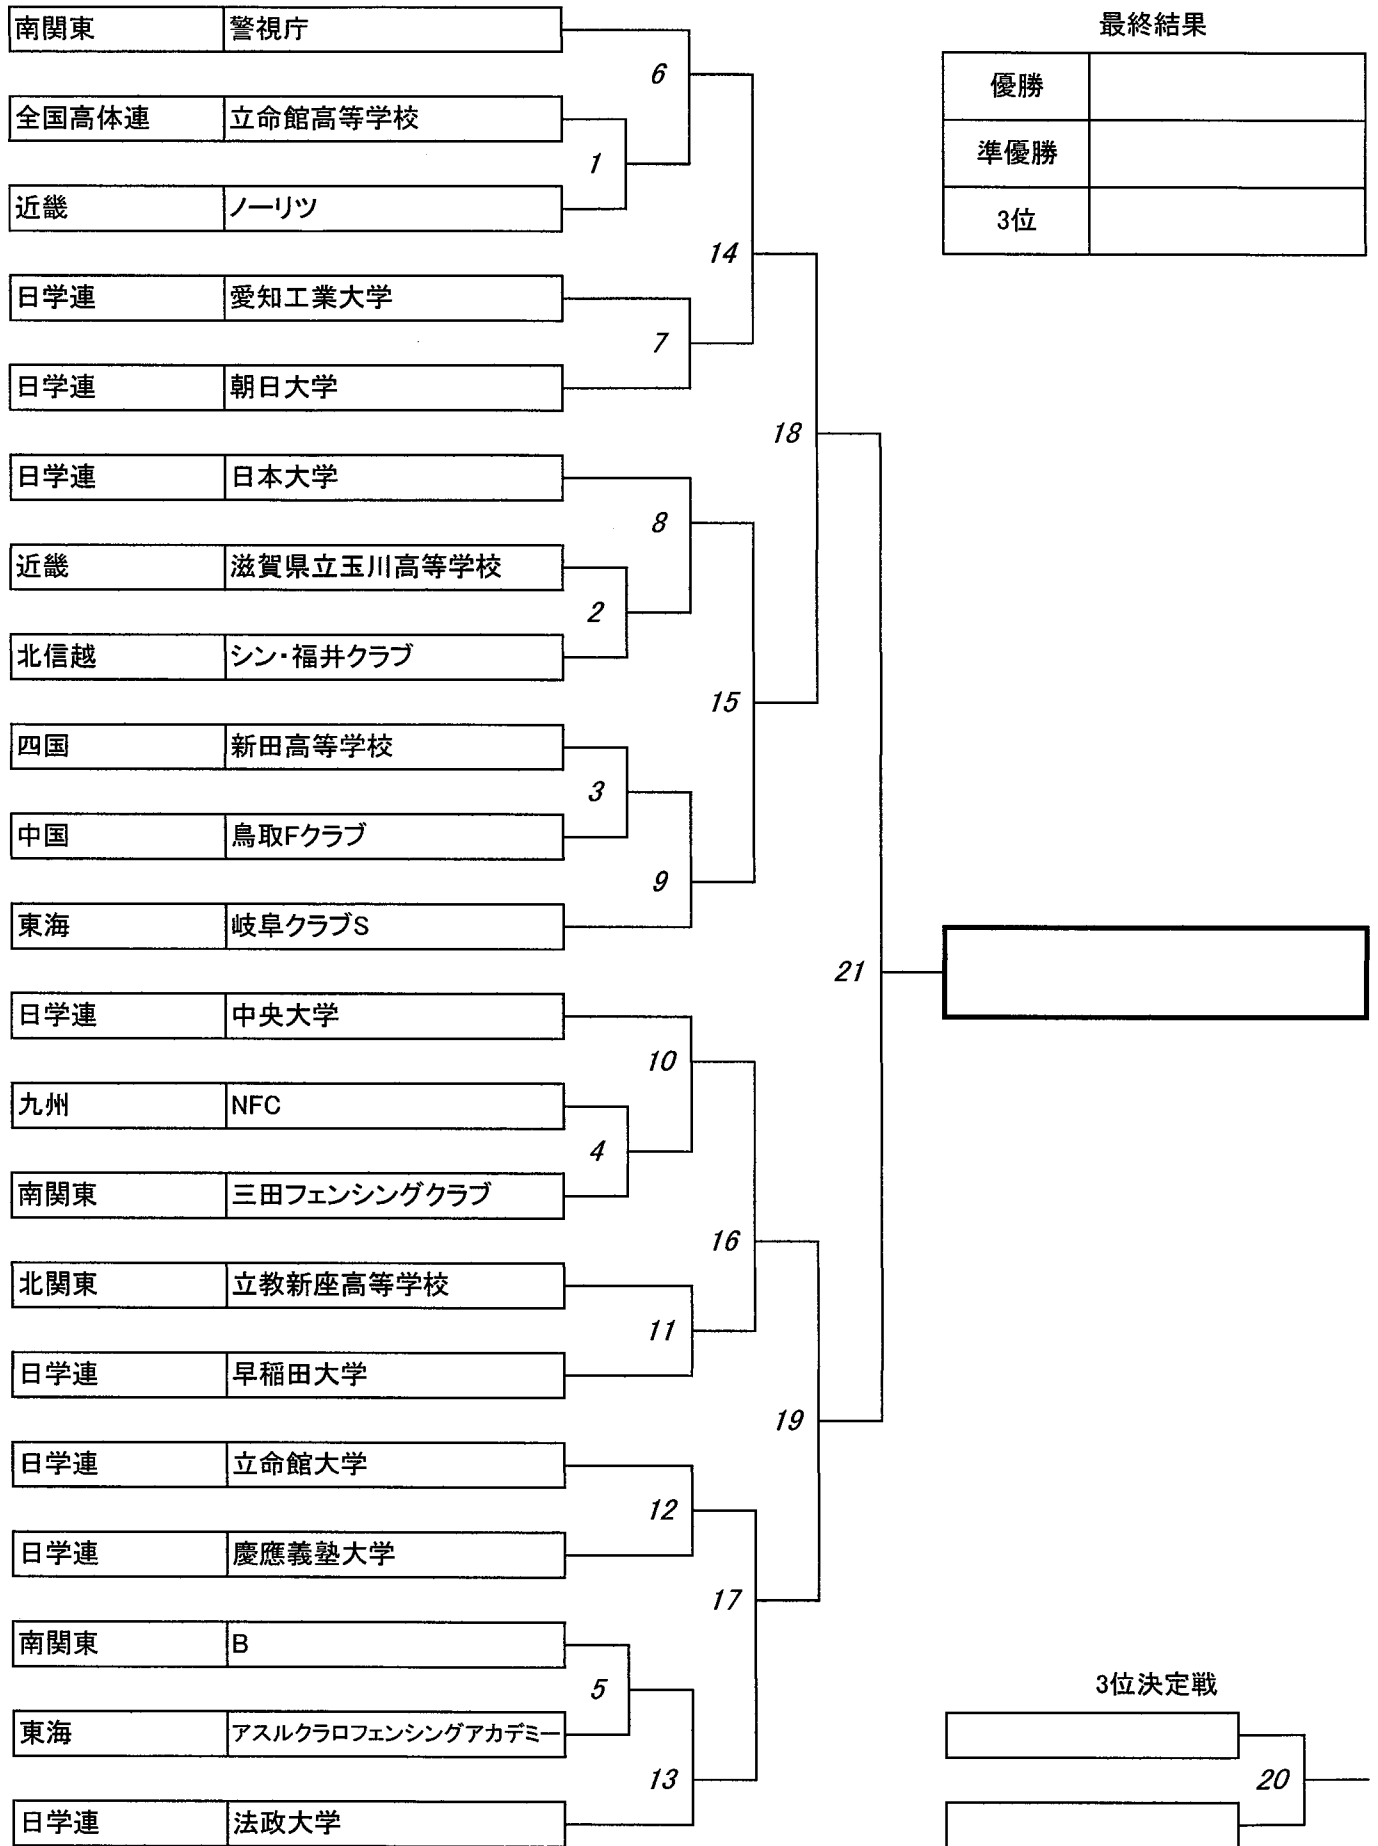 南関東 警視庁
最終結果
6
優勝
全国高体連 立命館高等学校
1
準優勝
近畿 ノーリツ
3位
14
日学連 愛知工業大学
7
日学連 朝日大学
18
日学連 日本大学
8
近畿 滋賀県立玉川高等学校
2
北信越 シン・福井クラブ
15
四国 新田高等学校
3
中国 鳥取Fクラブ
9
東海 岐阜クラブS
21
日学連 中央大学
10
九州 NFC
4
南関東 三田フェンシングクラブ
16
北関東 立教新座高等学校
11
日学連 早稲田大学
19
日学連 立命館大学
12
日学連 慶應義塾大学
17
南関東 B
5
3位決定戦
東海 アスルクラロフェンシングアカデミー
13
20
日学連 法政大学